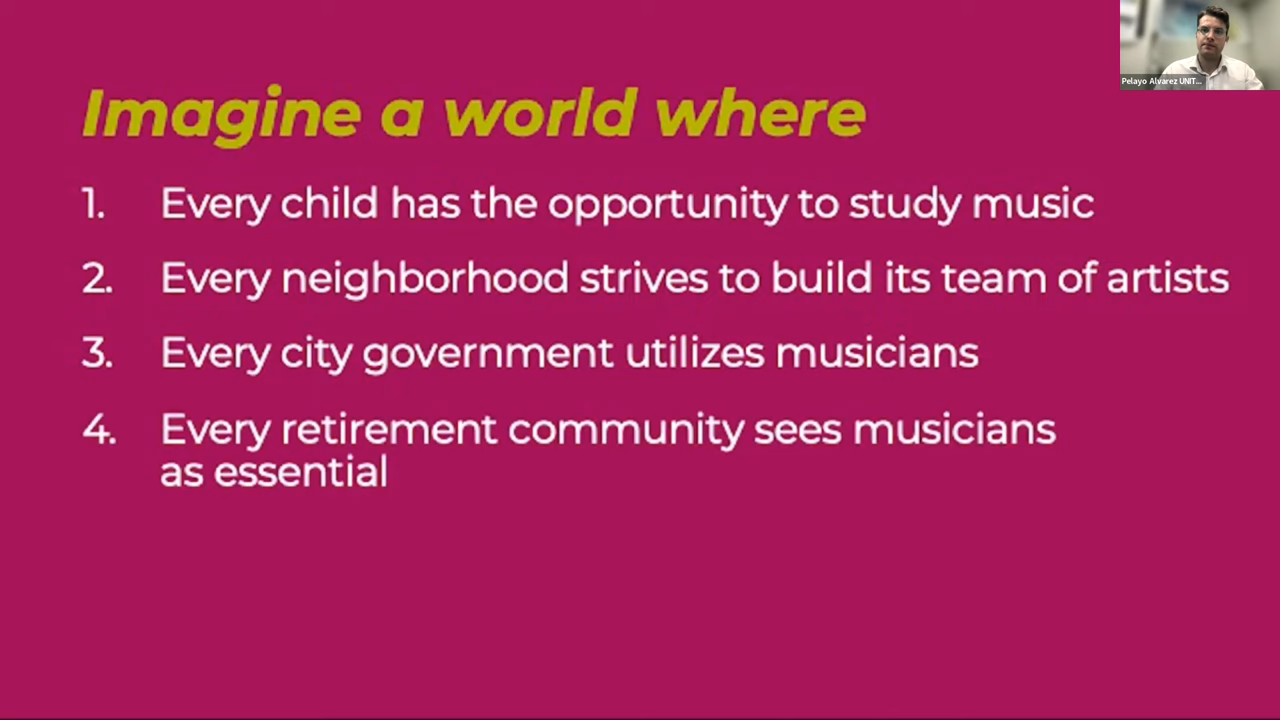 Pelayo Alvarez UNIT...
Imagine a world where
1. Every child has the opportunity to study music
2. Every neighborhood strives to build its team of artists
3. Every city government utilizes musicians
4. Every retirement community sees musicians
as essential